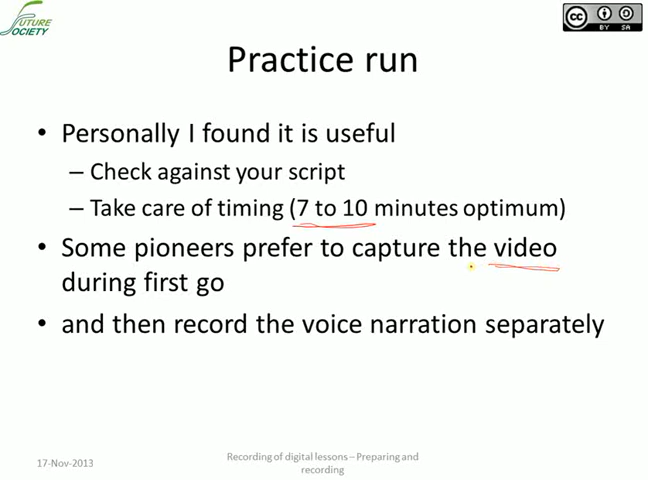 FUTURE
SOCIETY
cc
BY SA
Practice run
• Personally I found it is useful
– Check against your script
– Take care of timing (7 to 10 minutes optimum)
• Some pioneers prefer to capture the video
during first go
• and then record the voice narration separately
17-Nov-2013
Recording of digital lessons – Preparing and
recording